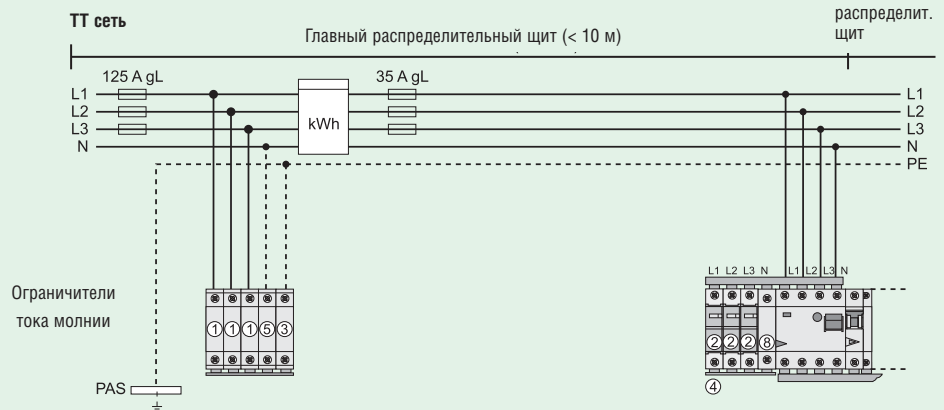 ТТ сеть
Главный распределительный щит (< 10 м)
распределит.
щит
125 A gL
35 A gL
L1
L2
L3
N
kWh
L1
L2
L3
N
PE
Ограничители
тока молнии
① ① ① ⑤ ③
L1 L2 L3 N L1 L2 L3 N
② ② ② ⑧
④
PAS